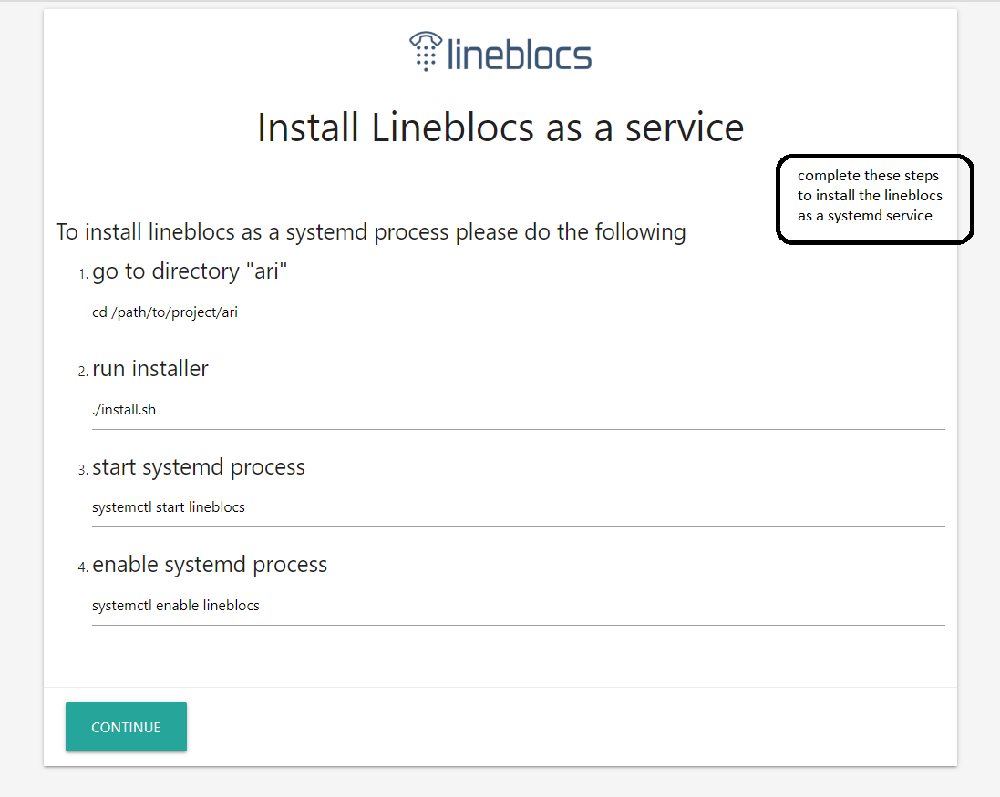 lineblocs
Install Lineblocs as a service
complete these steps
to install the lineblocs
as a systemd service
To install lineblocs as a systemd process please do the following
1. go to directory "ari"
cd /path/to/project/ari
2. run installer
./install.sh
3. start systemd process
systemctl start lineblocs
4. enable systemd process
systemctl enable lineblocs
CONTINUE